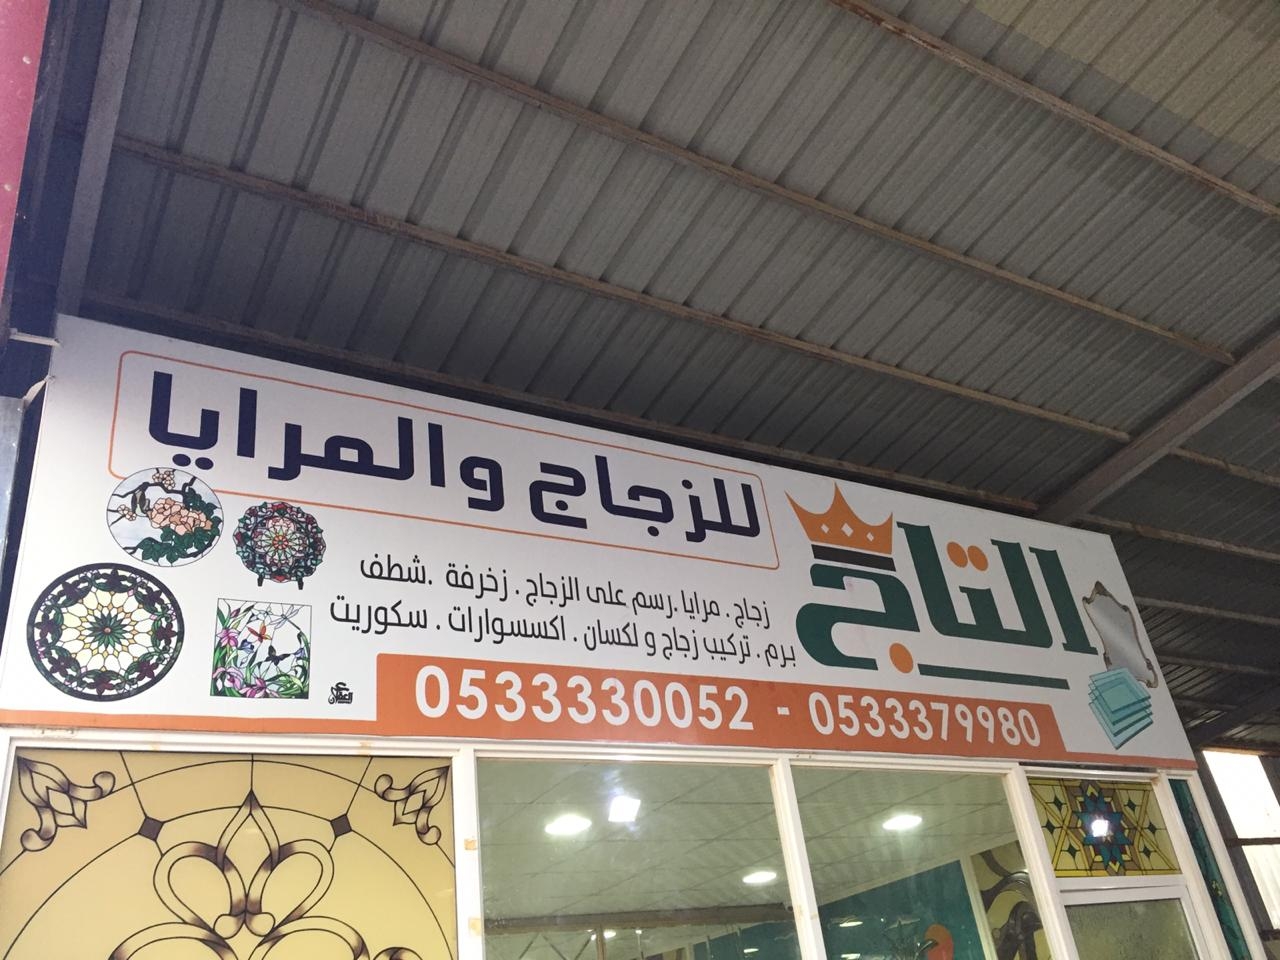 التاج
للزجاج والمرايا
زجاج . مرايا . رسم على الزجاج . زخرفة . شطف
برم . تركيب زجاج و لكسان . اكسسوارات . سكوريت
0533330052 - 0533379980